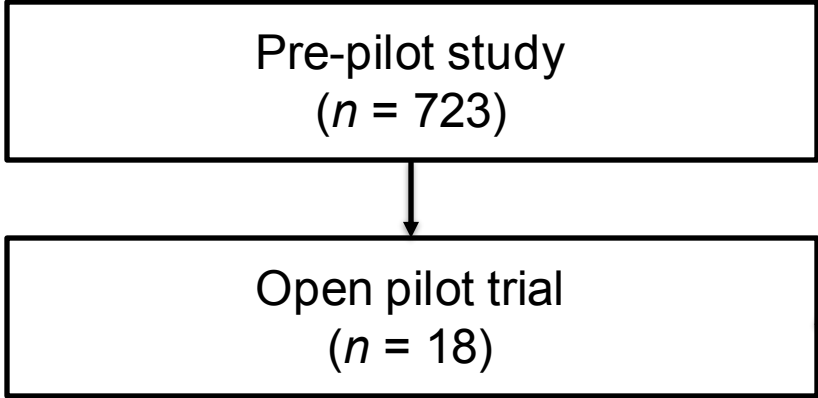 Pre-pilot study
(n = 723)
Open pilot trial
(n = 18)